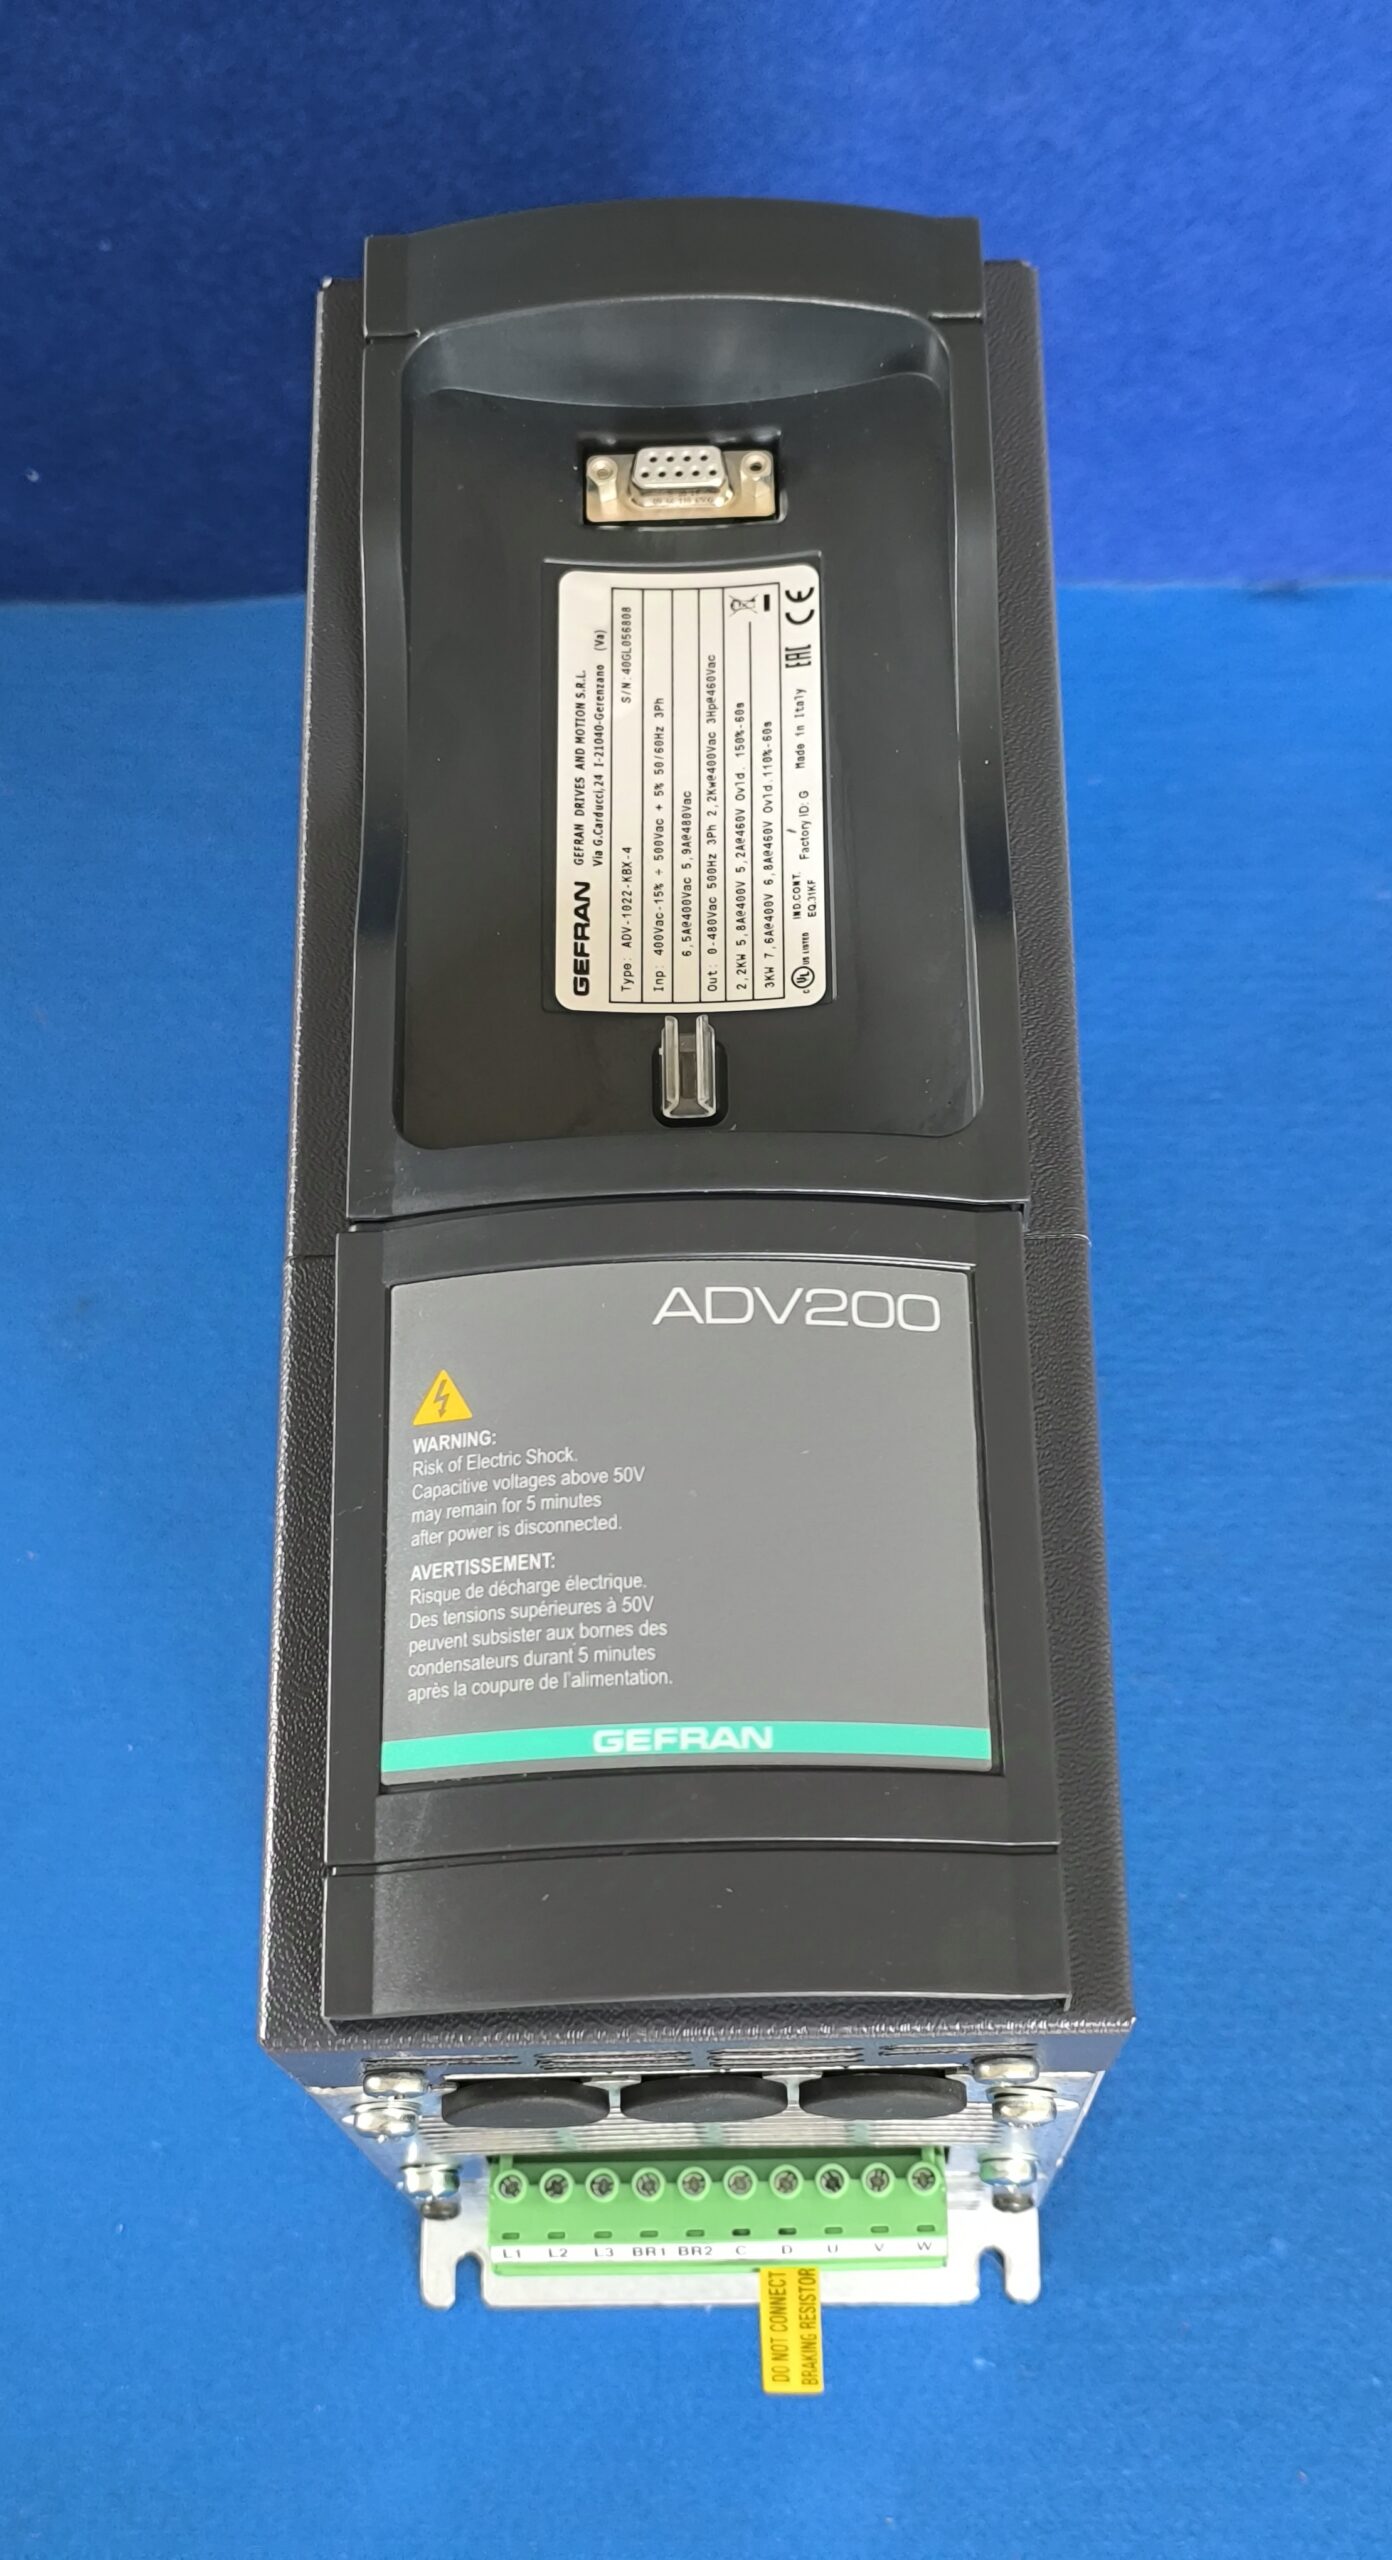 GEFRAN GEFRAN DRIVES AND MOTION S.R.L.
Via G.Carducci,24 I-21040-Gerenzano (Va)
Type: ADV-1022-KBX-4 S/N: 40GL056808
Inp: 400Vac-15% ÷ 500Vac + 5% 50/60Hz 3Ph
6,5A@400Vac 5,9A@480Vac
Out: 0-480Vac 500Hz 3Ph 2,2Kw@400Vac 3Hp@460Vac
2,2KW 5,8A@400V 5,2A@460V Ovld. 150%-60s
3KW 7,6A@400V 6,8A@460V Ovld.110%-60s
c UL US LISTED IND.CONT. EQ.31KF Factory ID: G Made in Italy EAC CE
ADV200
WARNING:
Risk of Electric Shock.
Capacitive voltages above 50V
may remain for 5 minutes
after power is disconnected.
AVERTISSEMENT:
Risque de décharge électrique.
Des tensions supérieures à 50V
peuvent subsister aux bornes des
condensateurs durant 5 minutes
après la coupure de l'alimentation.
GEFRAN
L1 L2 L3 BR1 BR2 C D U V W
DO NOT CONNECT
BRAKING RESISTOR